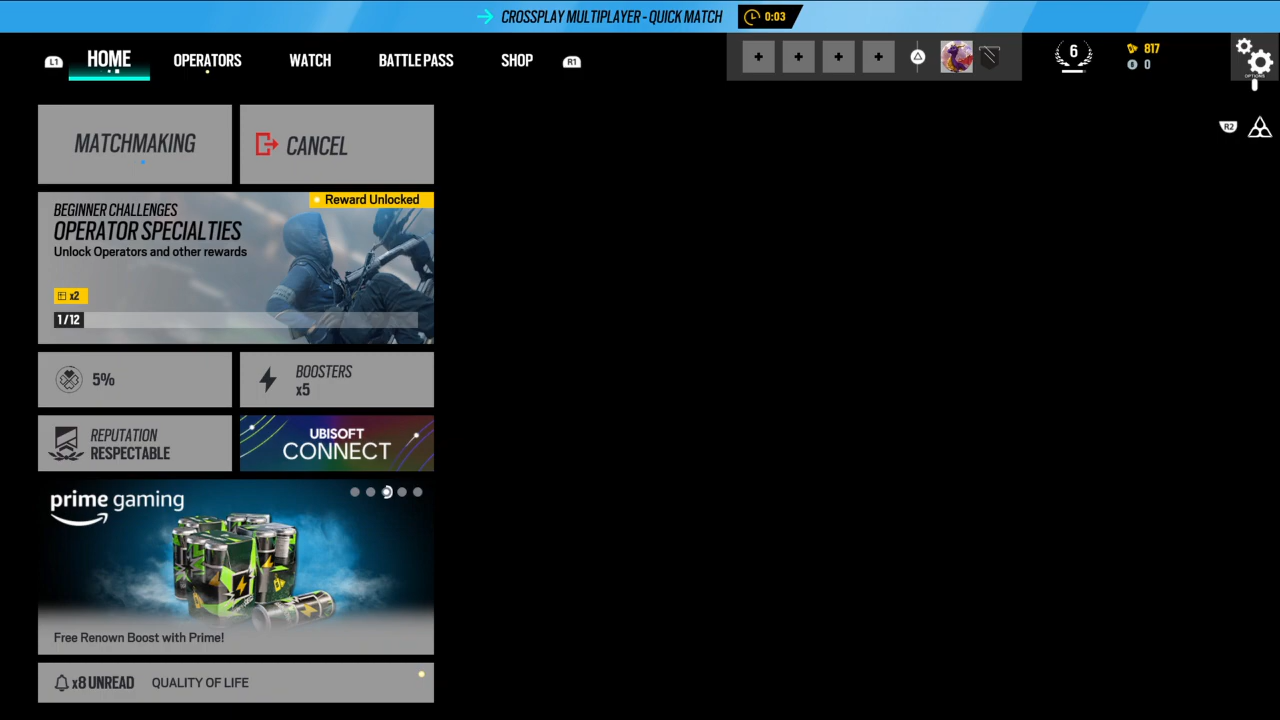 CROSSPLAY MULTIPLAYER - QUICK MATCH
0:03
L1
HOME
OPERATORS
WATCH
BATTLE PASS
SHOP
R1
6
817
0
OPTIONS
R2
MATCHMAKING
CANCEL
Reward Unlocked
BEGINNER CHALLENGES
OPERATOR SPECIALTIES
Unlock Operators and other rewards
x2
1/12
5%
BOOSTERS
x5
REPUTATION
RESPECTABLE
UBISOFT
CONNECT
prime gaming
Free Renown Boost with Prime!
x8 UNREAD
QUALITY OF LIFE